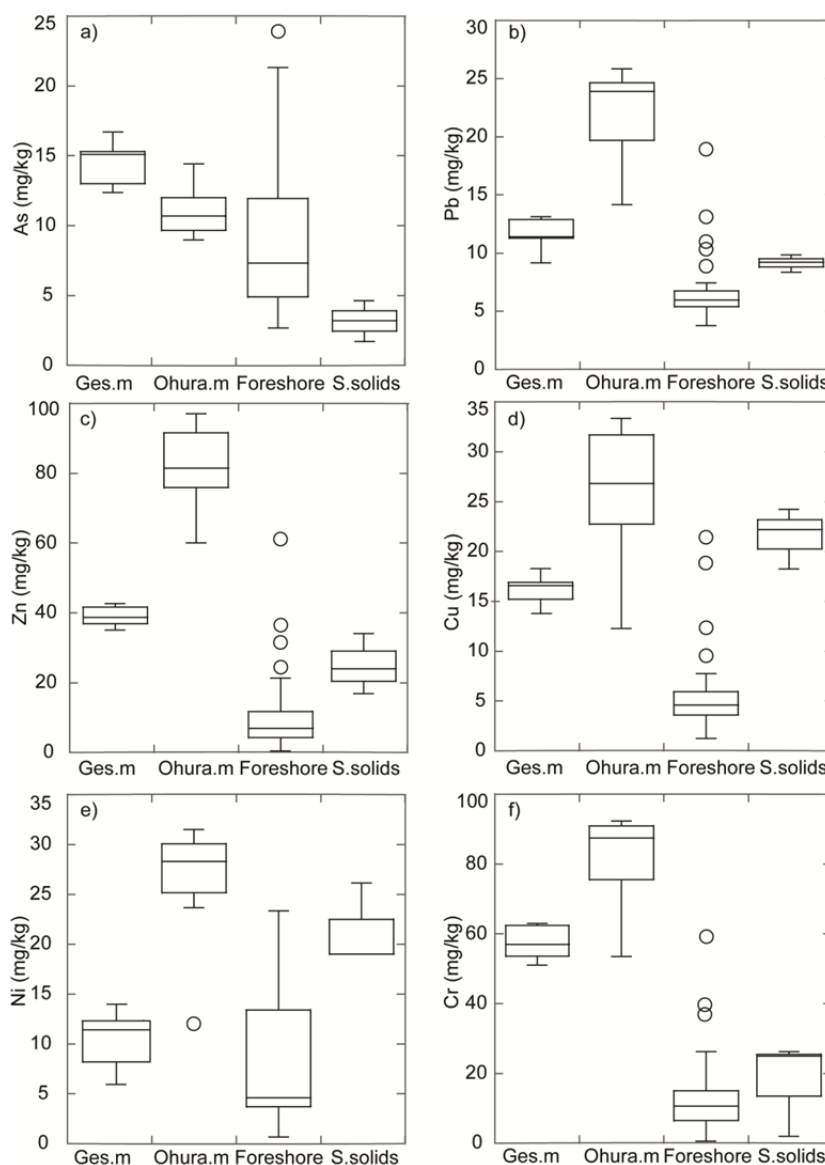 a)
25
20
15
10
5
0
As (mg/kg)
Ges.m Ohura.m Foreshore S.solids
b)
30
25
20
15
10
5
0
Pb (mg/kg)
Ges.m Ohura.m Foreshore S.solids
c)
100
80
60
40
20
0
Zn (mg/kg)
Ges.m Ohura.m Foreshore S.solids
d)
35
30
25
20
15
10
5
0
Cu (mg/kg)
Ges.m Ohura.m Foreshore S.solids
e)
35
30
25
20
15
10
5
0
Ni (mg/kg)
Ges.m Ohura.m Foreshore S.solids
f)
100
80
60
40
20
0
Cr (mg/kg)
Ges.m Ohura.m Foreshore S.solids